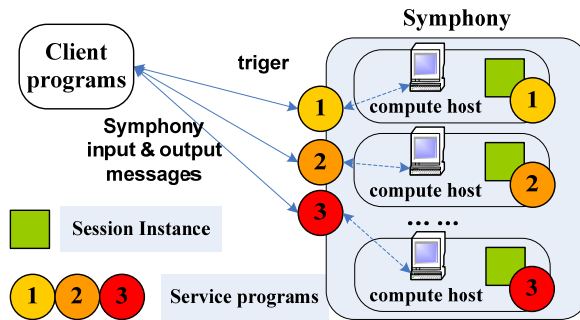 Symphony
Client
programs
triger
1
compute host
1
Symphony
input & output
messages
2
compute host
2
3
... ...
Session Instance
compute host
3
1 2 3
Service programs